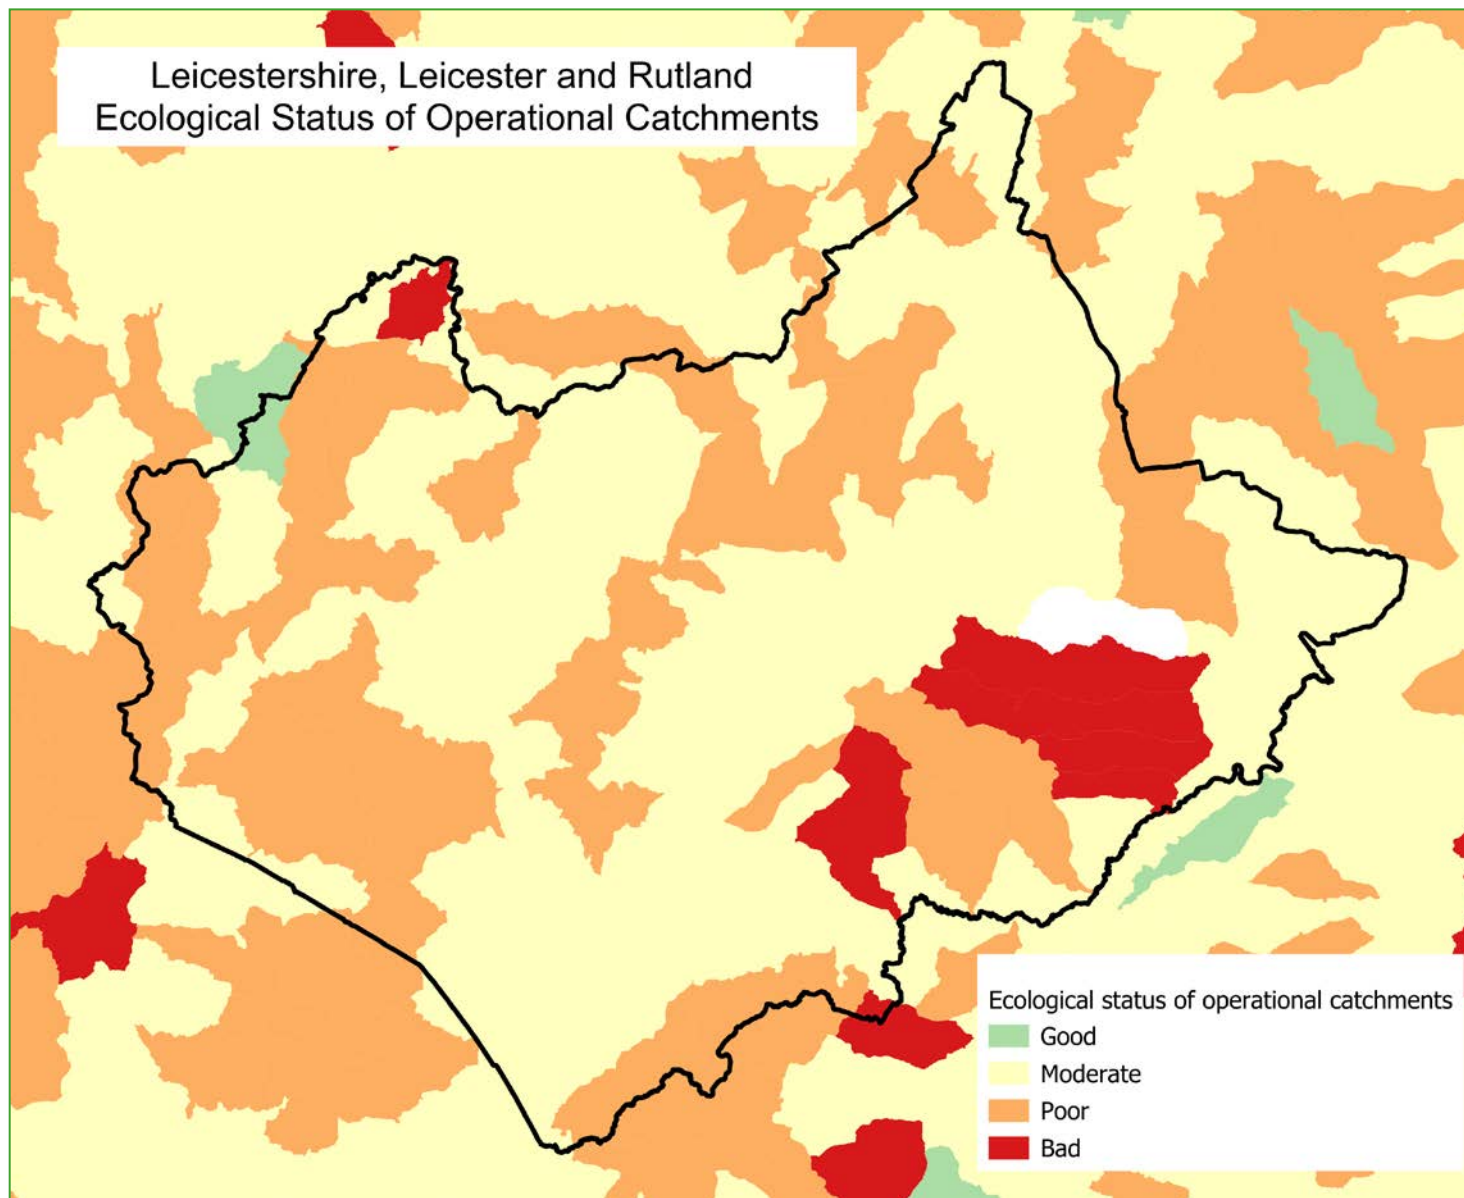 Leicestershire, Leicester and Rutland
Ecological Status of Operational Catchments
Ecological status of operational catchments
Good
Moderate
Poor
Bad